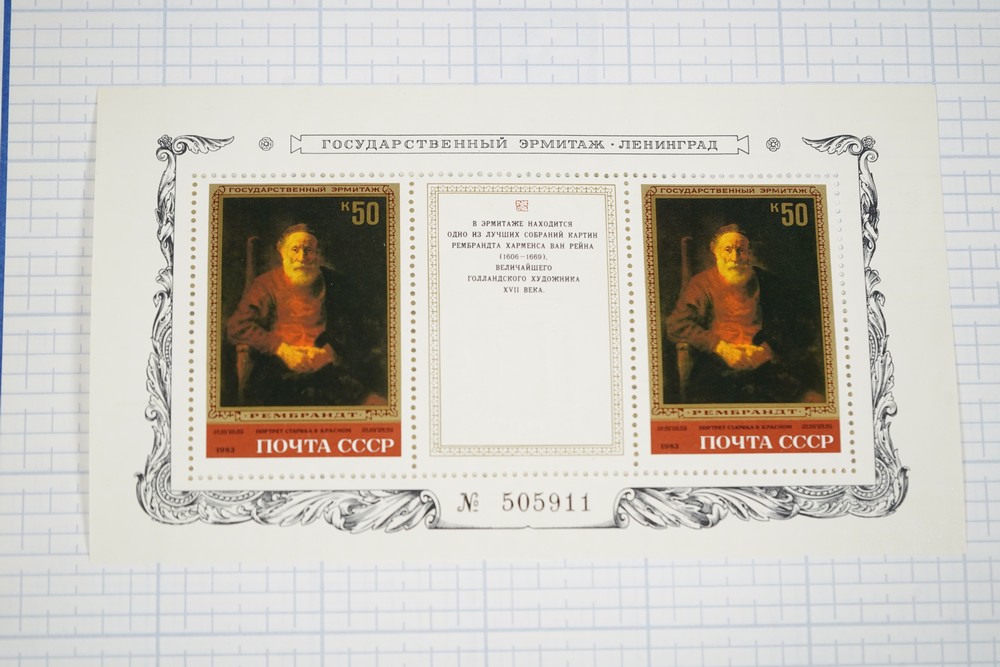 ГОСУДАРСТВЕННЫЙ ЭРМИТАЖ · ЛЕНИНГРАД
ГОСУДАРСТВЕННЫЙ ЭРМИТАЖ
К50
РЕМБРАНДТ
ПОРТРЕТ СТАРИКА В КРАСНОМ
1983 ПОЧТА СССР
В ЭРМИТАЖЕ НАХОДИТСЯ
ОДНО ИЗ ЛУЧШИХ СОБРАНИЙ КАРТИН
РЕМБРАНДТА ХАРМЕНСА ВАН РЕЙНА
(1606—1669),
ВЕЛИЧАЙШЕГО
ГОЛЛАНДСКОГО ХУДОЖНИКА
XVII ВЕКА.
ГОСУДАРСТВЕННЫЙ ЭРМИТАЖ
К50
РЕМБРАНДТ
ПОРТРЕТ СТАРИКА В КРАСНОМ
1983 ПОЧТА СССР
№ 505911